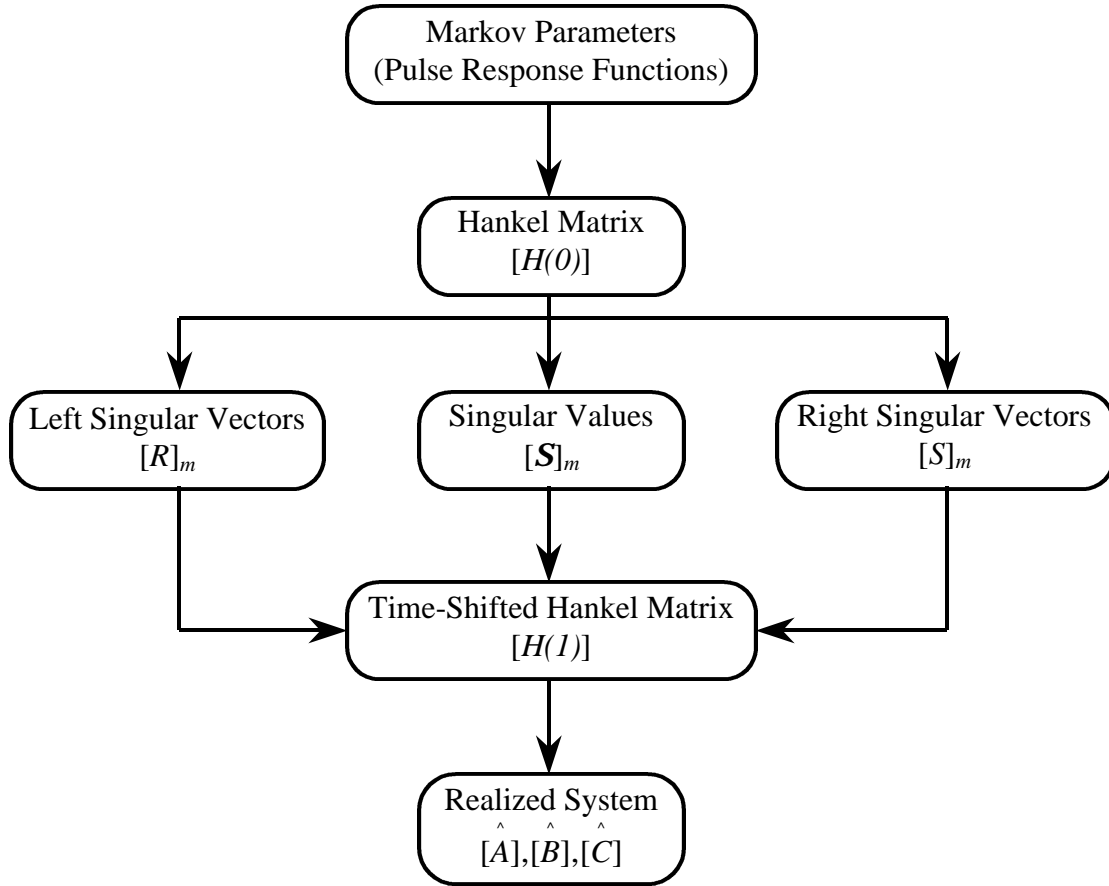 Markov Parameters
(Pulse Response Functions)
Hankel Matrix
[H(0)]
Left Singular Vectors
[R]m
Singular Values
[S]m
Right Singular Vectors
[S]m
Time-Shifted Hankel Matrix
[H(1)]
Realized System
[Â],[B̂],[Ĉ]